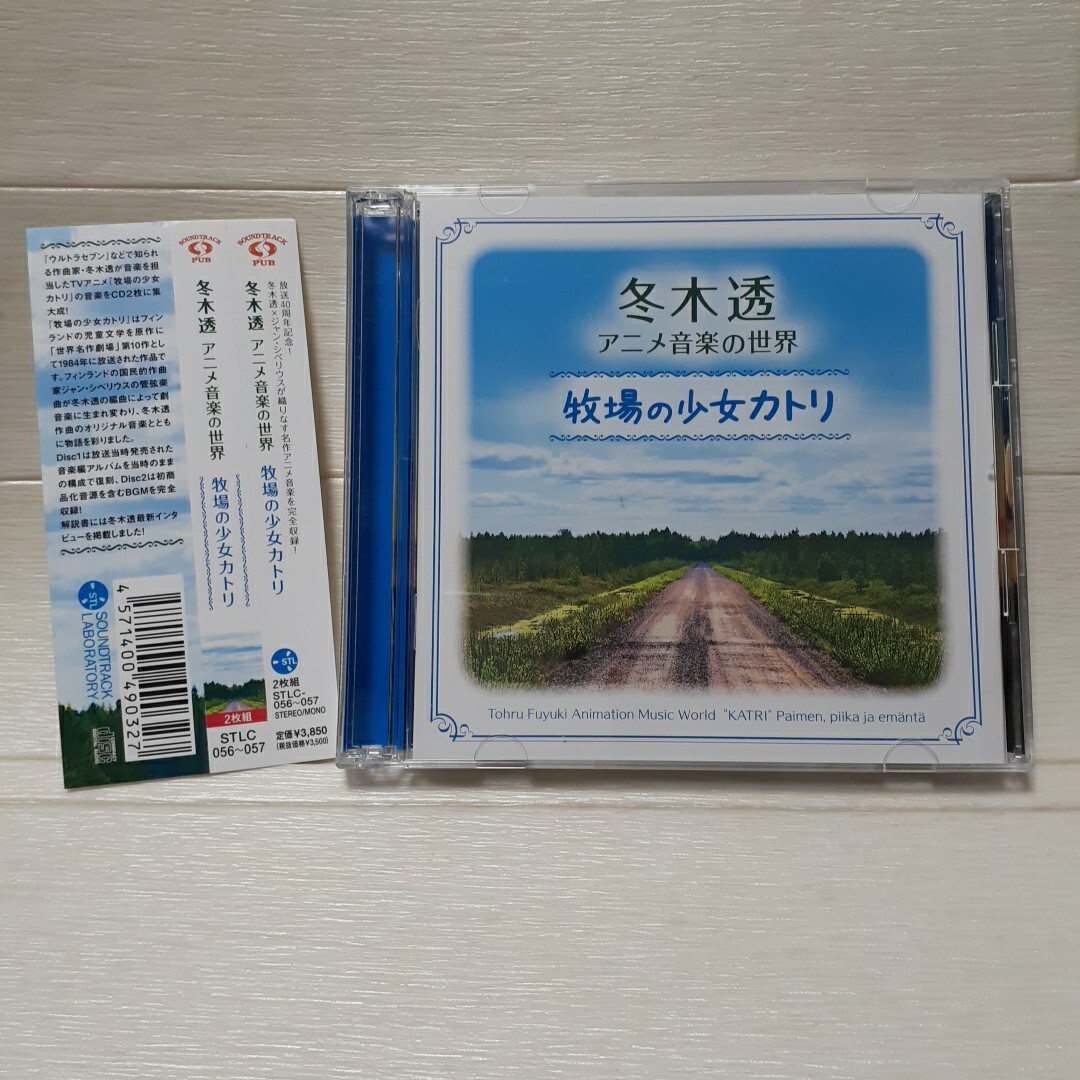 「ウルトラセブン」などで知られ
る作曲家・冬木透が音楽を担
当したTVアニメ「牧場の少女
カトリ」の音楽をCD2枚に集
大成!
「牧場の少女カトリ」はフィン
ランドの児童文学を原作に
「世界名作劇場」第10作とし
て1984年に放送された作品で
す。フィンランドの国民的作曲
家ジャン・シベリウスの管弦楽
曲が冬木透の編曲によって劇
音楽に生まれ変わり、冬木透
作曲のオリジナル音楽ととも
に物語を彩りました。
Disc1は放送当時発売された
音楽編アルバムを当時のまま
の構成で復刻、Disc2は初商
品化音源を含むBGMを完全
収録!
解説書には冬木透最新インタ
ビューを掲載しました!
STL
SOUNDTRACK
LABORATORY
4571400490327
COMPACT
disc
DIGITAL AUDIO
SOUNDTRACK
PUB
冬木透 アニメ音楽の世界
牧場の少女カトリ
2枚組
STLC
056〜057
SOUNDTRACK
PUB
放送40周年記念!
冬木透×ジャン・シベリウスが織りなす名作アニメ音楽を完全収録!
冬木透 アニメ音楽の世界
牧場の少女カトリ
STL
2枚組
STLC-
056〜057
STEREO/MONO
定価¥3,850
(税抜価格¥3,500)
冬木透
アニメ音楽の世界
牧場の少女カトリ
Tohru Fuyuki Animation Music World "KATRI" Paimen, piika ja emäntä